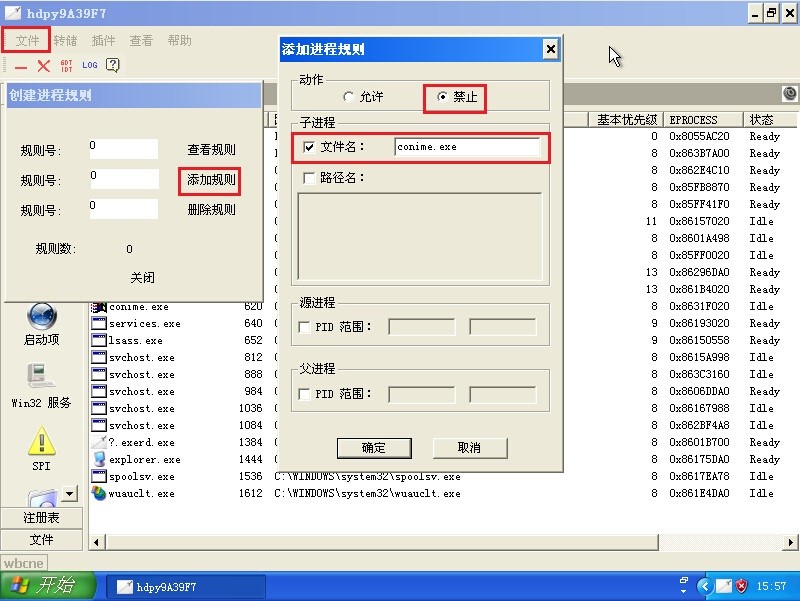 hdpy9A39F7
文件 转储 插件 查看 帮助
GDT IDT LOG
创建进程规则
规则号: 0 查看规则
规则号: 0 添加规则
规则号: 0 删除规则
规则数: 0
关闭
添加进程规则
动作
允许 禁止
子进程
文件名: conime.exe
路径名:
源进程
PID 范围:
父进程
PID 范围:
确定 取消
基本优先级 EPROCESS 状态
0 0x8055AC20 Ready
8 0x863B7A00 Ready
8 0x862E4C10 Ready
8 0x85FB8870 Ready
8 0x85FF41F0 Ready
11 0x86157020 Idle
8 0x8601A498 Idle
8 0x85FF0020 Idle
13 0x86296DA0 Ready
13 0x861B4020 Ready
conime.exe 620 8 0x8631F020 Idle
services.exe 640 9 0x86193020 Idle
lsass.exe 652 9 0x86150558 Idle
svchost.exe 812 8 0x8615A998 Idle
svchost.exe 888 8 0x863C3160 Idle
svchost.exe 984 8 0x8606DDA0 Ready
svchost.exe 1036 8 0x86167988 Idle
svchost.exe 1084 8 0x862BF4A8 Idle
?.exerd.exe 1384 8 0x8601B700 Ready
explorer.exe 1444 8 0x86175DA0 Ready
spoolsv.exe 1536 C:\WINDOWS\system32\spoolsv.exe 8 0x8617EA78 Idle
wuauclt.exe 1612 C:\WINDOWS\system32\wuauclt.exe 8 0x861E4DA0 Idle
启动项
Win32 服务
SPI
注册表
文件
wbcne
开始 hdpy9A39F7 15:57